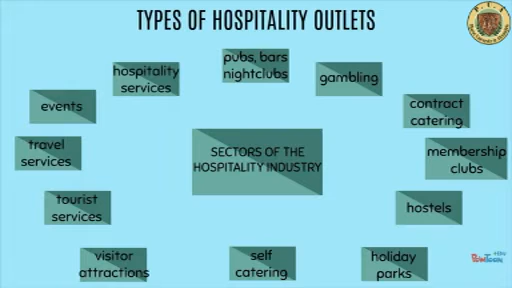 TYPES OF HOSPITALITY OUTLETS
pubs, bars
nightclubs
hospitality
services
gambling
events
contract
catering
travel
services
SECTORS OF THE
HOSPITALITY INDUSTRY
membership
clubs
tourist
services
hostels
visitor
attractions
self
catering
holiday
parks